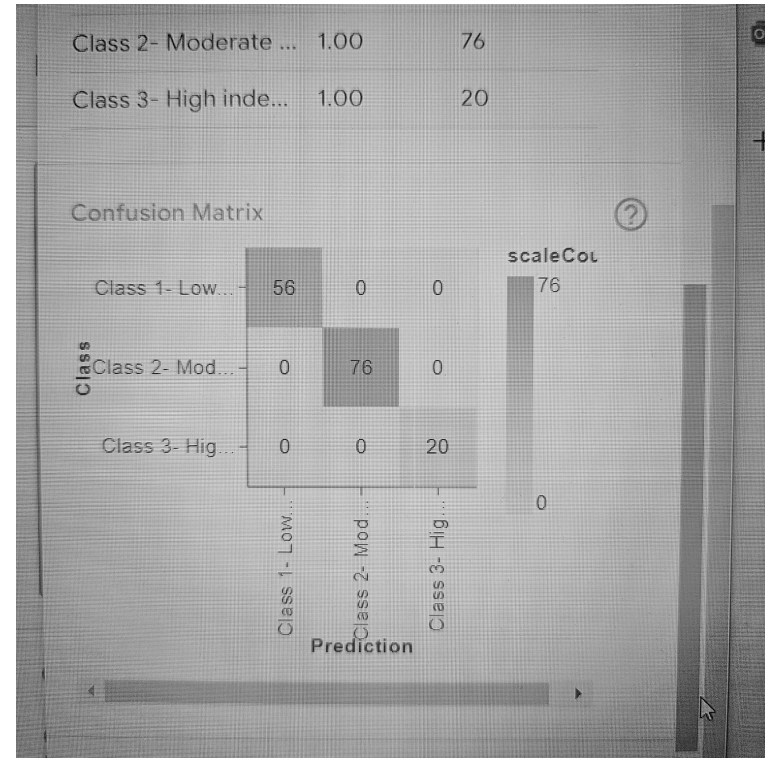 Class 2- Moderate ... 1.00 76
Class 3- High inde... 1.00 20
Confusion Matrix
?
scaleCou
Class 1- Low... 56 0 0
76
Class
Class 2- Mod... 0 76 0
Class 3- Hig... 0 0 20
0
Class 1- Low...
Class 2- Mod...
Class 3- Hig...
Prediction